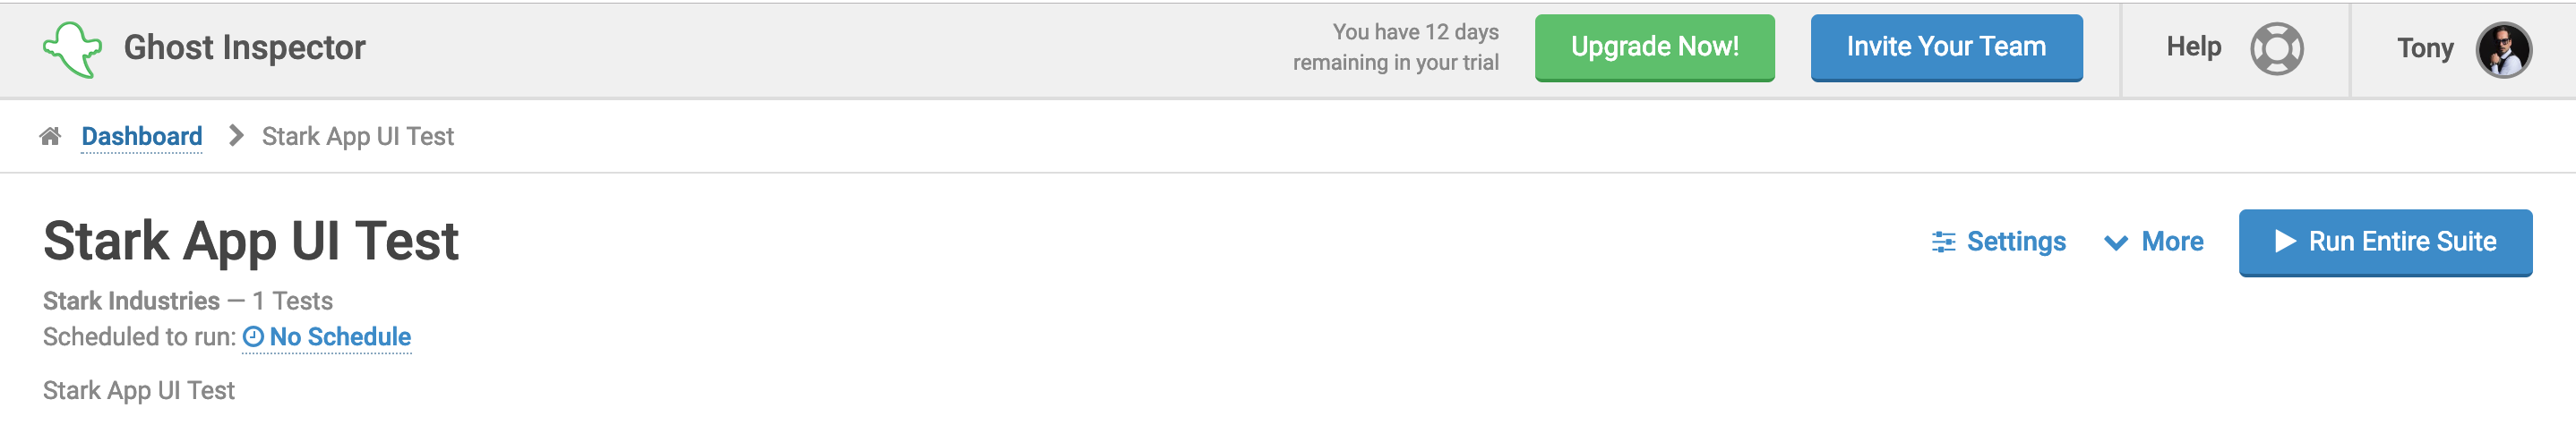 Ghost Inspector
You have 12 days
remaining in your trial
Upgrade Now!
Invite Your Team
Help
Tony
Dashboard
Stark App UI Test
Stark App UI Test
Settings
More
Run Entire Suite
Stark Industries — 1 Tests
Scheduled to run: No Schedule
Stark App UI Test